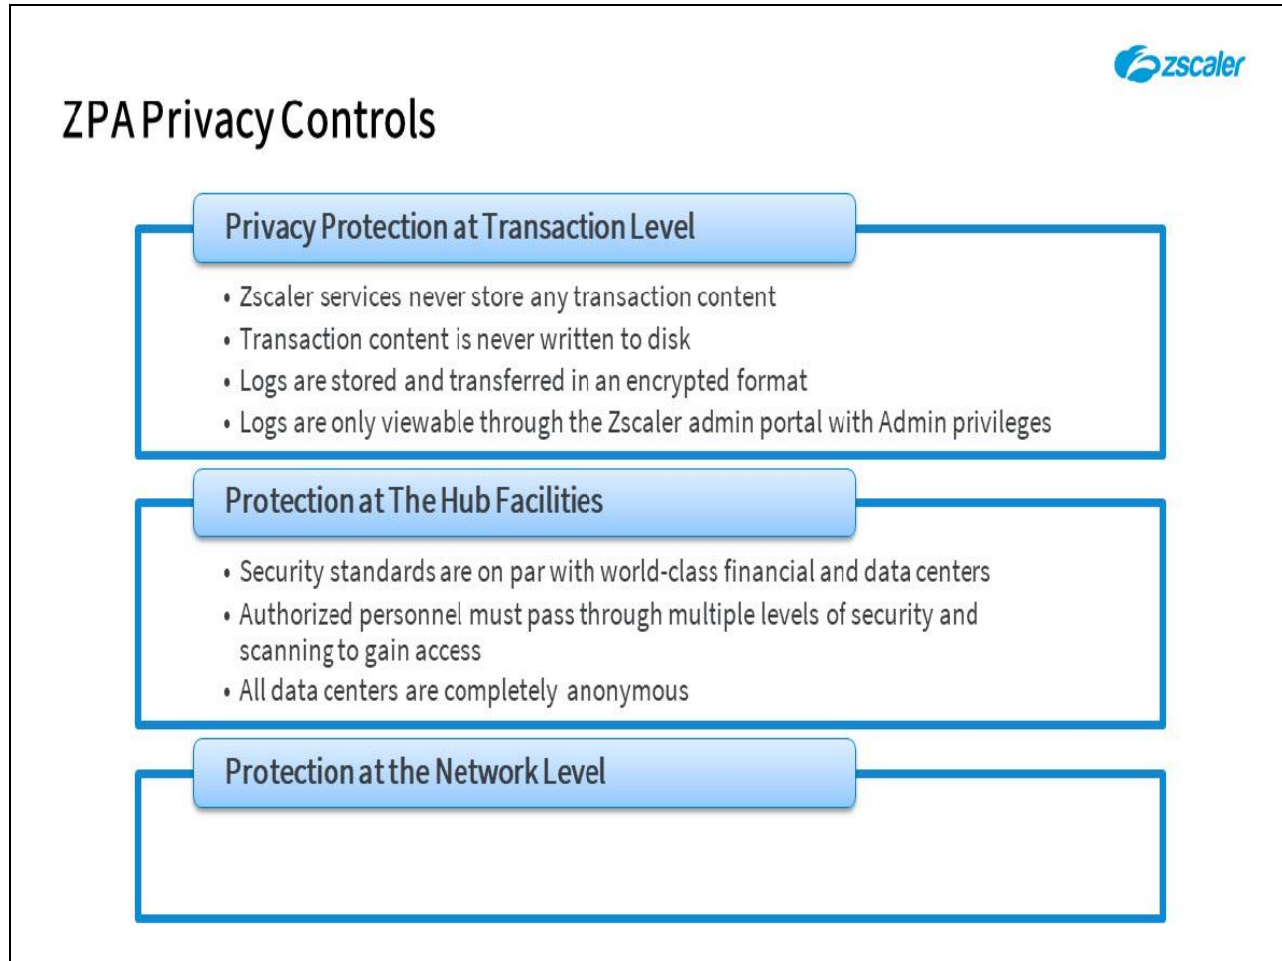 zscaler
ZPA Privacy Controls
Privacy Protection at Transaction Level
• Zscaler services never store any transaction content
• Transaction content is never written to disk
• Logs are stored and transferred in an encrypted format
• Logs are only viewable through the Zscaler admin portal with Admin privileges
Protection at The Hub Facilities
• Security standards are on par with world-class financial and data centers
• Authorized personnel must pass through multiple levels of security and
scanning to gain access
• All data centers are completely anonymous
Protection at the Network Level